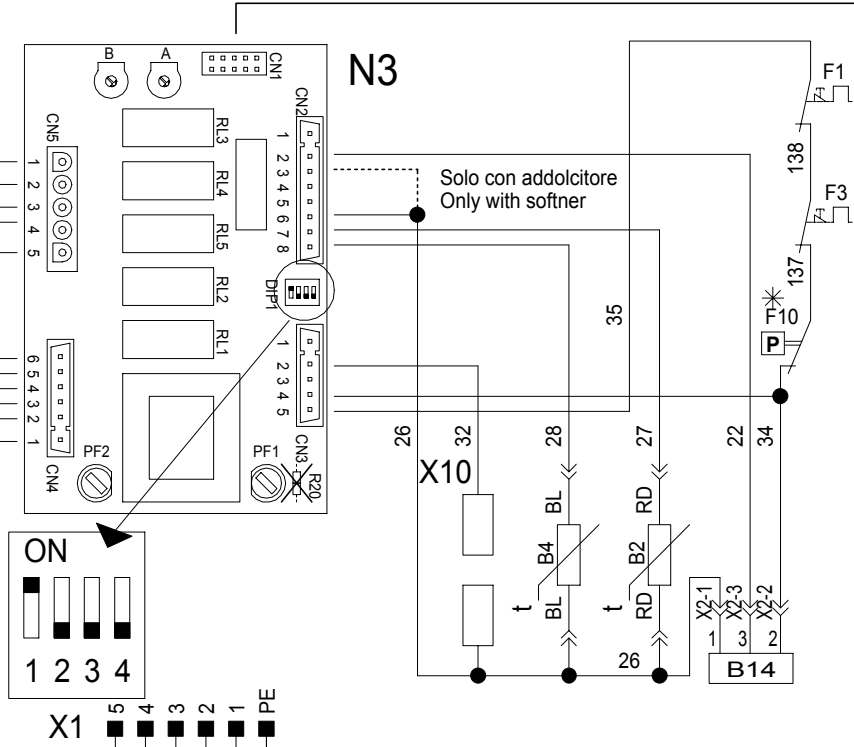 B
A
CN1
N3
F1
CN2
CN5
RL3
1
2
3
4
5
6
7
8
138
1
2
3
4
5
RL4
Solo con addolcitore
Only with softner
F3
RL5
137
DIP1
RL2
F10
P
35
RL1
1
2
3
4
5
6
5
4
3
2
1
26
32
28
27
22
34
CN4
PF2
PF1
CN3
R20
X10
BL
RD
ON
B4
B2
t
t
BL
RD
X2-1
X2-3
X2-2
1
3
2
1 2 3 4
26
B14
X1
5
4
3
2
1
PE